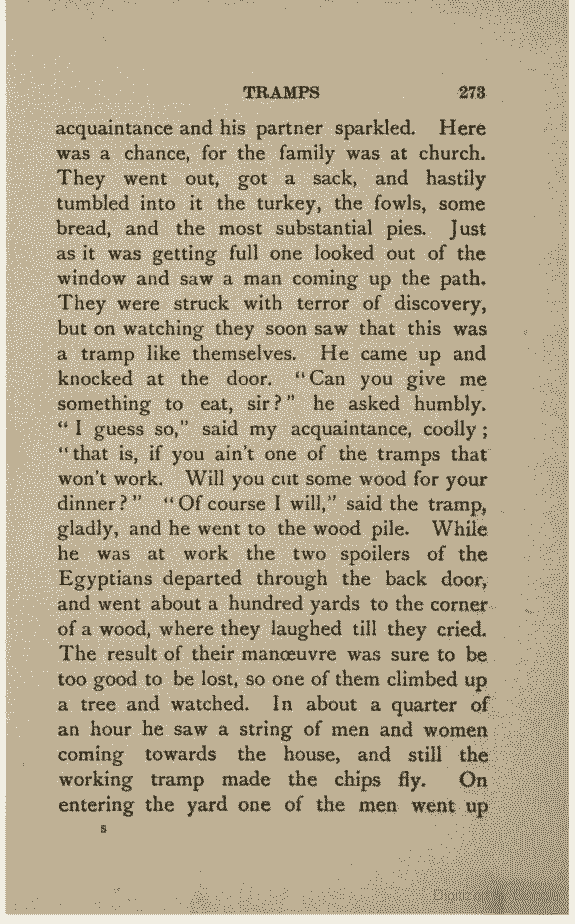 TRAMPS 273
acquaintance and his partner sparkled. Here
was a chance, for the family was at church.
They went out, got a sack, and hastily
tumbled into it the turkey, the fowls, some
bread, and the most substantial pies. Just
as it was getting full one looked out of the
window and saw a man coming up the path.
They were struck with terror of discovery,
but on watching they soon saw that this was
a tramp like themselves. He came up and
knocked at the door. “Can you give me
something to eat, sir?” he asked humbly.
“I guess so,” said my acquaintance, coolly;
“that is, if you ain't one of the tramps that
won't work. Will you cut some wood for your
dinner?” “Of course I will,” said the tramp,
gladly, and he went to the wood pile. While
he was at work the two spoilers of the
Egyptians departed through the back door,
and went about a hundred yards to the corner
of a wood, where they laughed till they cried.
The result of their manœuvre was sure to be
too good to be lost, so one of them climbed up
a tree and watched. In about a quarter of
an hour he saw a string of men and women
coming towards the house, and still the
working tramp made the chips fly. On
entering the yard one of the men went up
s
Digitized by Google